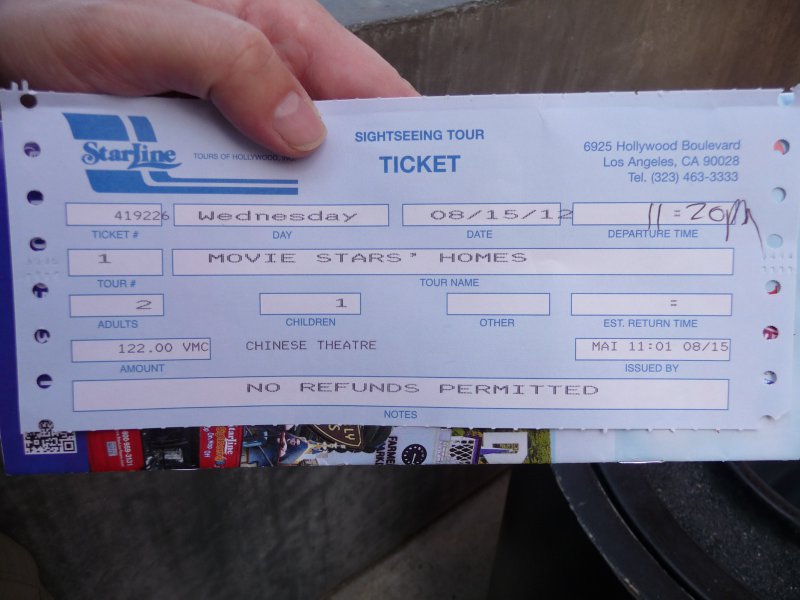 StarLine
TOURS OF HOLLYWOOD, INC.
SIGHTSEEING TOUR
TICKET
6925 Hollywood Boulevard
Los Angeles, CA 90028
Tel. (323) 463-3333
419226 Wednesday 08/15/12 11:20pm
TICKET # DAY DATE DEPARTURE TIME
1 MOVIE STARS' HOMES
TOUR # TOUR NAME
2 1 :
ADULTS CHILDREN OTHER EST. RETURN TIME
122.00 VMC CHINESE THEATRE MAI 11:01 08/15
AMOUNT ISSUED BY
NO REFUNDS PERMITTED
NOTES
StarLine